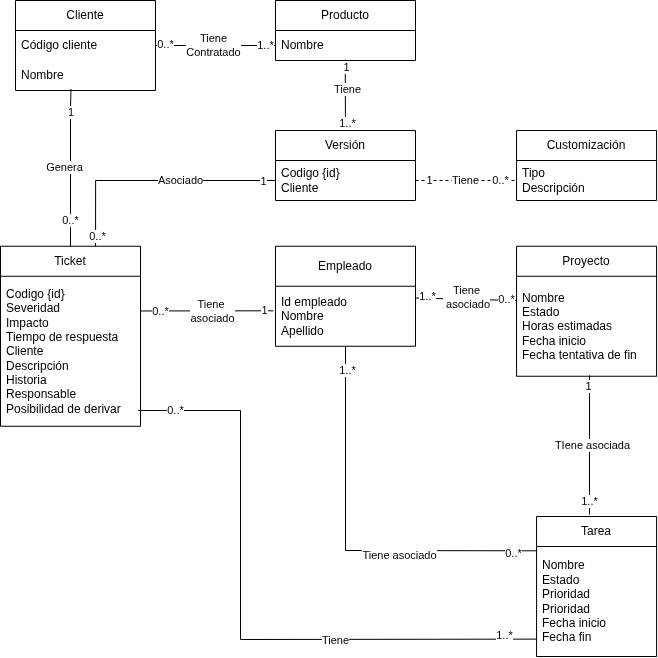 Cliente
Código cliente
Nombre
0..*
Tiene
Contratado
1..*
Producto
Nombre
1
Tiene
1..*
Versión
Codigo {id}
Cliente
1
Tiene
0..*
Customización
Tipo
Descripción
1
Genera
0..*
Asociado
1
0..*
Ticket
Codigo {id}
Severidad
Impacto
Tiempo de respuesta
Cliente
Descripción
Historia
Responsable
Posibilidad de derivar
0..*
Tiene
asociado
1
Empleado
Id empleado
Nombre
Apellido
1..*
Tiene
asociado
0..*
Proyecto
Nombre
Estado
Horas estimadas
Fecha inicio
Fecha tentativa de fin
1..*
1
TIene asociada
1..*
0..*
Tiene asociado
0..*
Tarea
Nombre
Estado
Prioridad
Prioridad
Fecha inicio
Fecha fin
Tiene
1..*